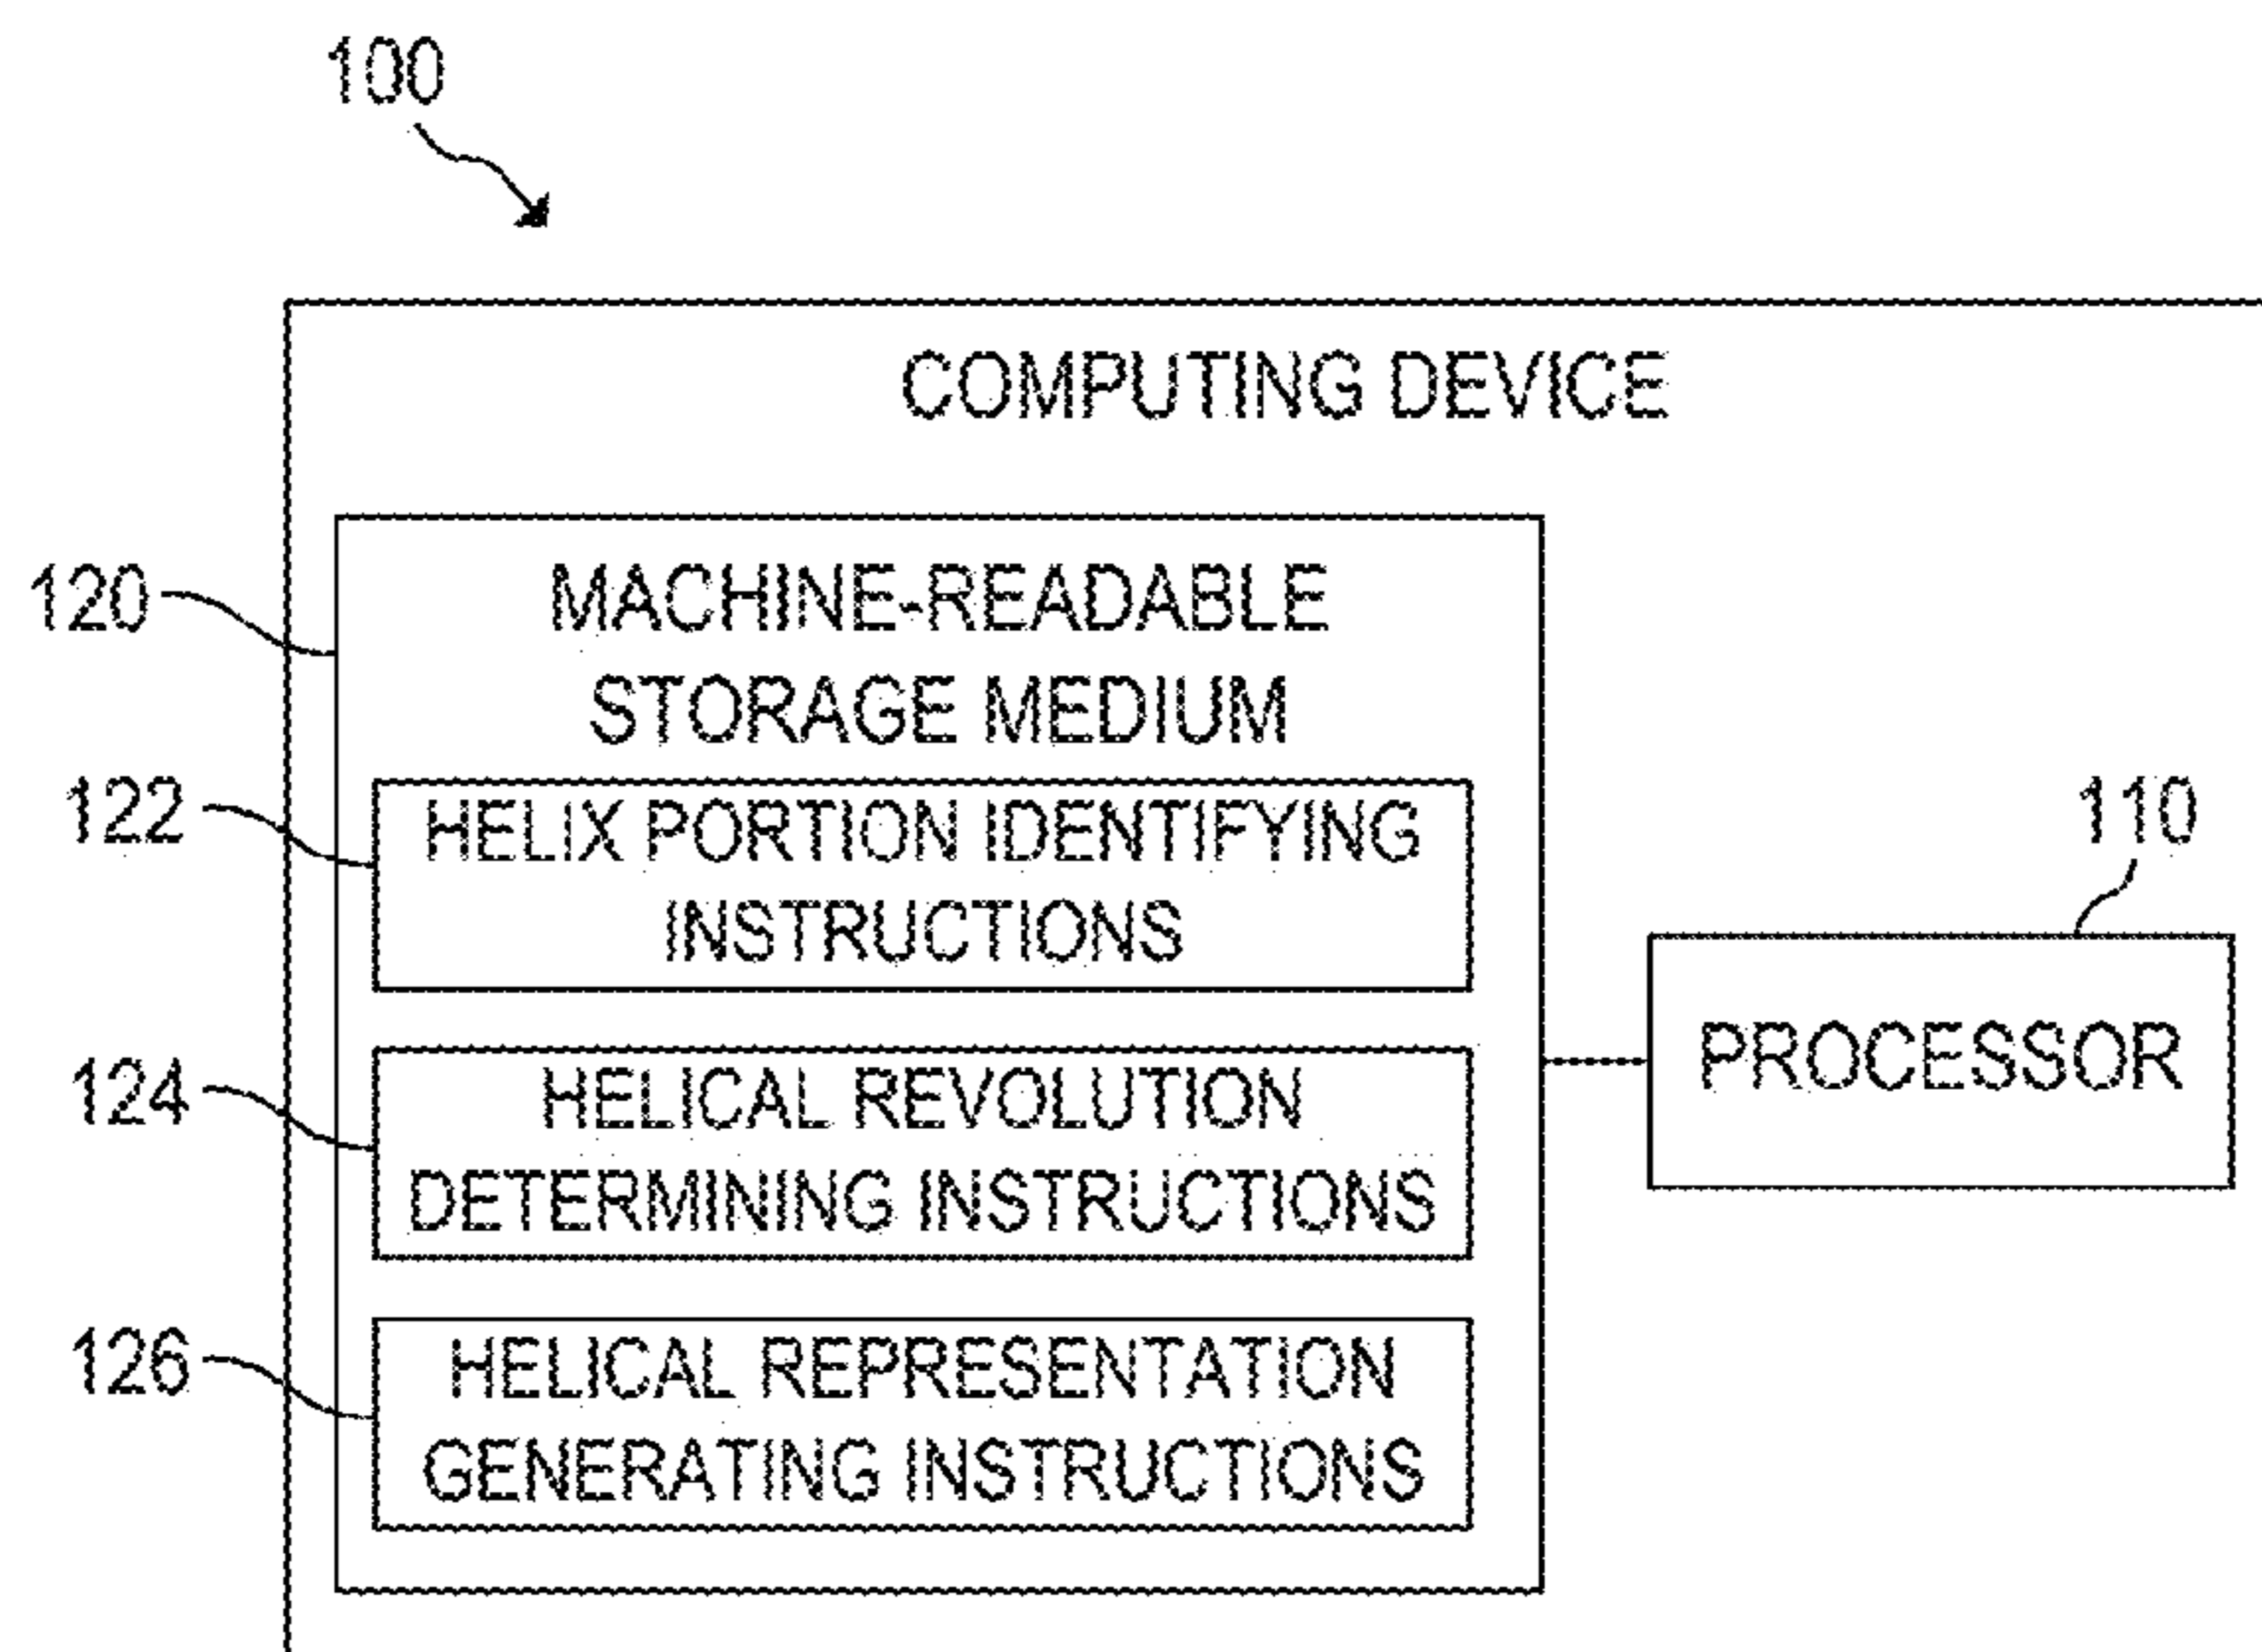 100
COMPUTING DEVICE
120
MACHINE-READABLE
STORAGE MEDIUM
122
HELIX PORTION IDENTIFYING
INSTRUCTIONS
110
PROCESSOR
124
HELICAL REVOLUTION
DETERMINING INSTRUCTIONS
126
HELICAL REPRESENTATION
GENERATING INSTRUCTIONS